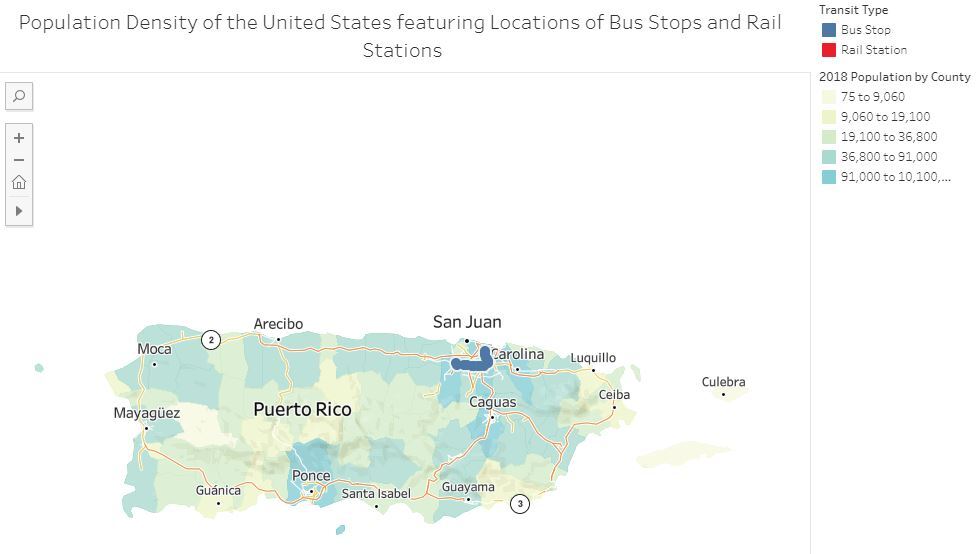 Population Density of the United States featuring Locations of Bus Stops and Rail
Stations
Transit Type
Bus Stop
Rail Station
2018 Population by County
75 to 9,060
9,060 to 19,100
19,100 to 36,800
36,800 to 91,000
91,000 to 10,100,...
San Juan
Arecibo
2
Moca
Carolina
Luquillo
Culebra
Ceiba
Caguas
Puerto Rico
Mayagüez
Ponce
Guayama
Guánica
Santa Isabel
3